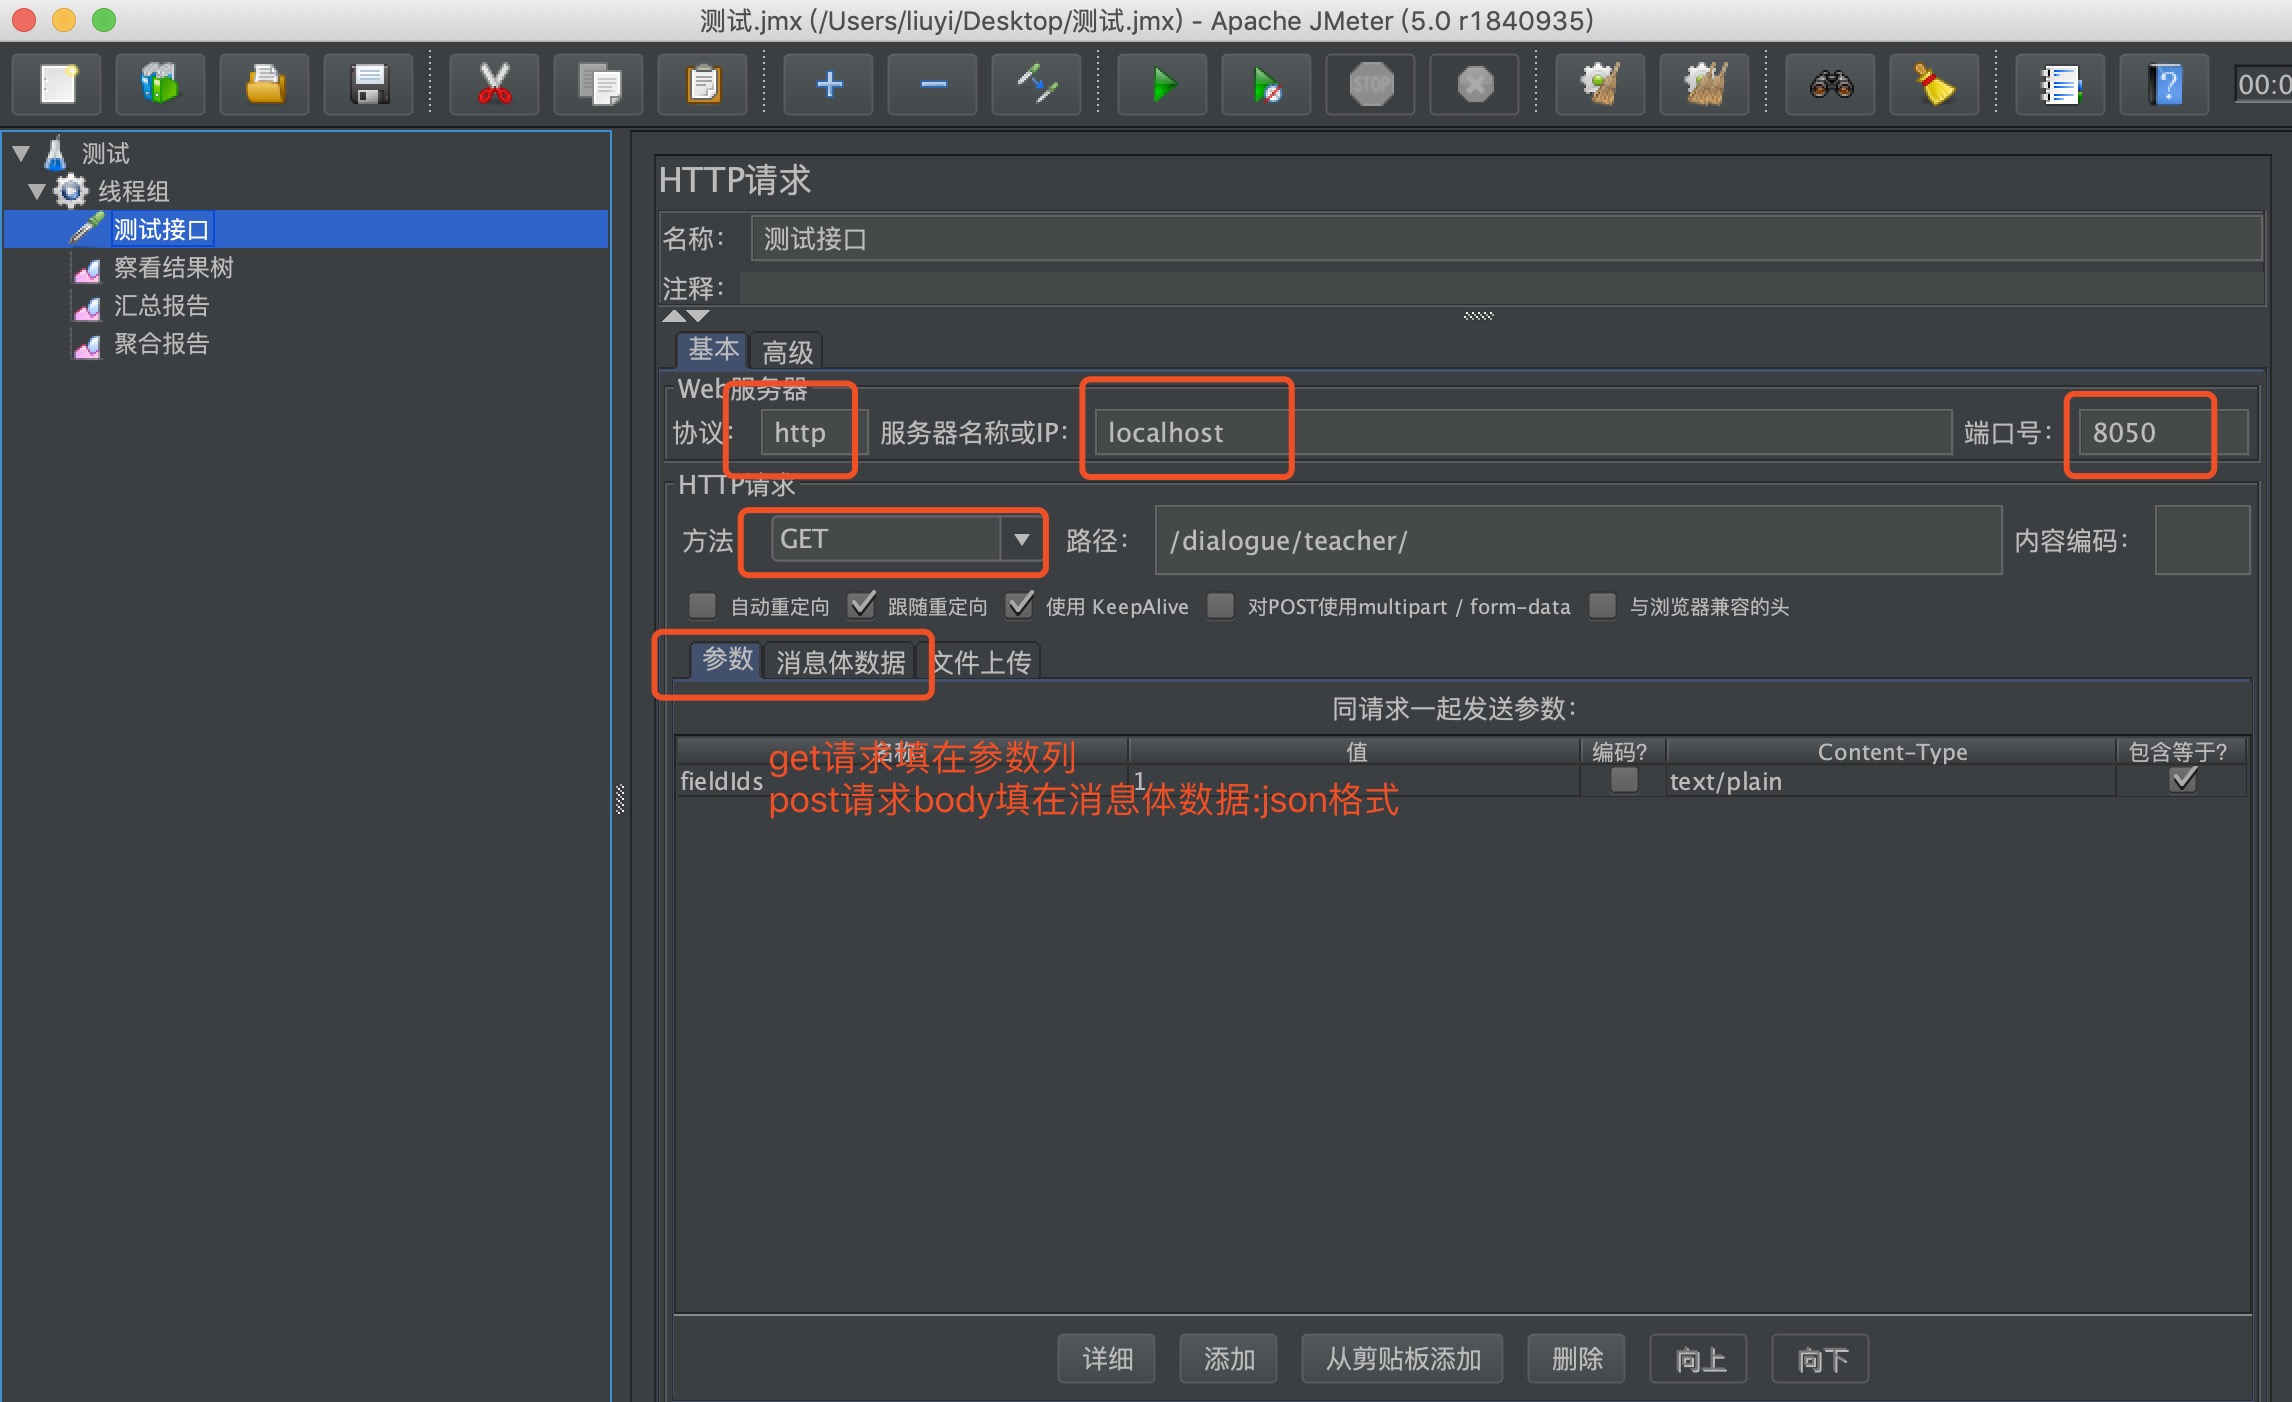 测试.jmx (/Users/liuyi/Desktop/测试.jmx) - Apache JMeter (5.0 r1840935)
STOP
00:0
测试
线程组
测试接口
察看结果树
汇总报告
聚合报告
HTTP请求
名称： 测试接口
注释：
基本 高级
Web服务器
协议： http 服务器名称或IP： localhost 端口号： 8050
HTTP请求
方法 GET 路径： /dialogue/teacher/ 内容编码：
自动重定向 跟随重定向 使用 KeepAlive 对POST使用multipart / form-data 与浏览器兼容的头
参数 消息体数据 文件上传
同请求一起发送参数：
名称: 值 编码? Content-Type 包含等于?
fieldIds 1 text/plain
get请求填在参数列
post请求body填在消息体数据:json格式
详细 添加 从剪贴板添加 删除 向上 向下